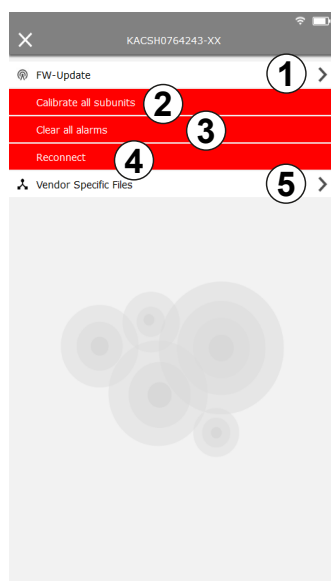 KACSH0764243-XX
FW-Update 1
Calibrate all subunits 2
Clear all alarms 3
Reconnect 4
Vendor Specific Files 5